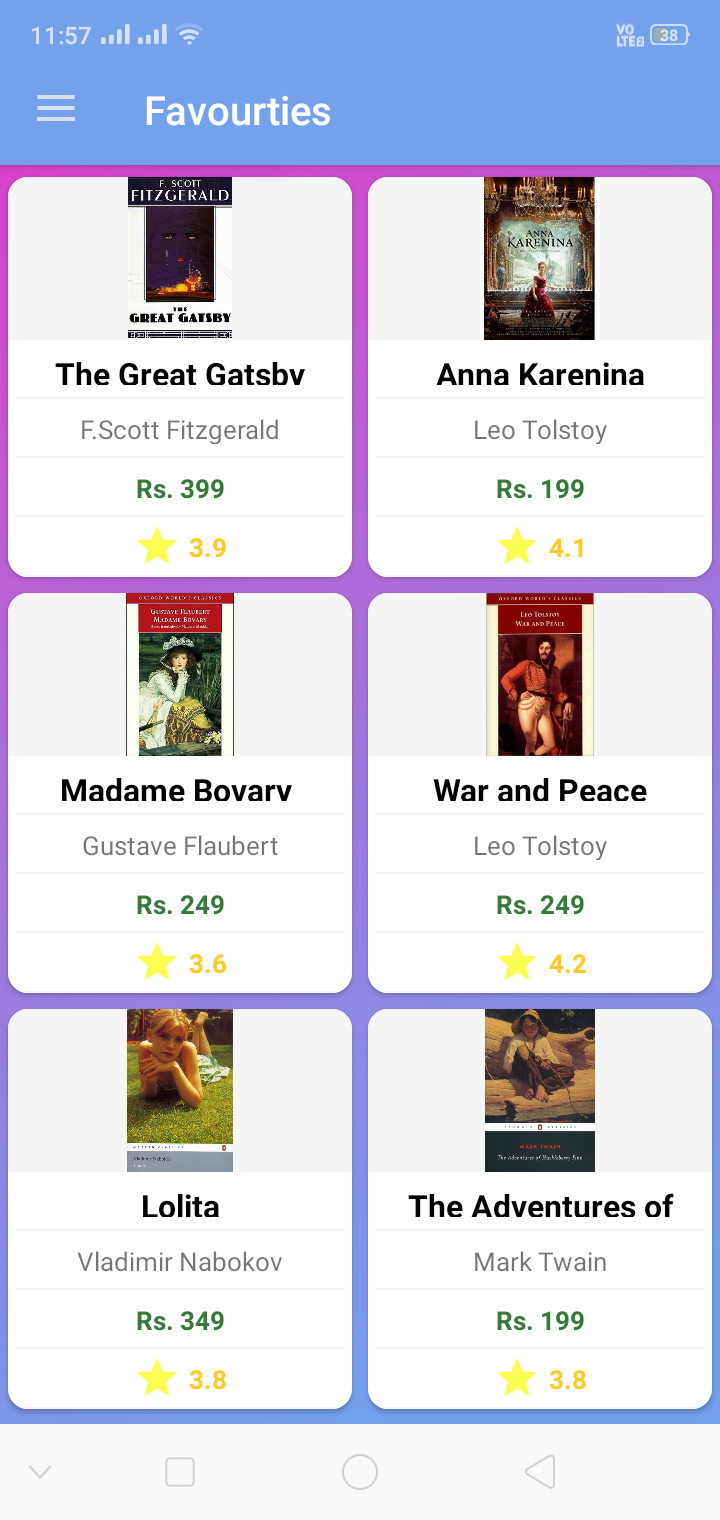 11:57
VO
LTE2
38
Favourties
F. SCOTT
FITZGERALD
THE
GREAT GATSBY
The Great Gatsby
F.Scott Fitzgerald
Rs. 399
3.9
ANNA
KARENINA
Anna Karenina
Leo Tolstoy
Rs. 199
4.1
OXFORD WORLD'S CLASSICS
GUSTAVE FLAUBERT
MADAME BOVARY
Madame Bovary
Gustave Flaubert
Rs. 249
3.6
OXFORD WORLD'S CLASSICS
LEO TOLSTOY
WAR AND PEACE
War and Peace
Leo Tolstoy
Rs. 249
4.2
Vladimir Nabokov
Lolita
Vladimir Nabokov
Rs. 349
3.8
MARK TWAIN
The Adventures of Huckleberry Finn
The Adventures of
Mark Twain
Rs. 199
3.8